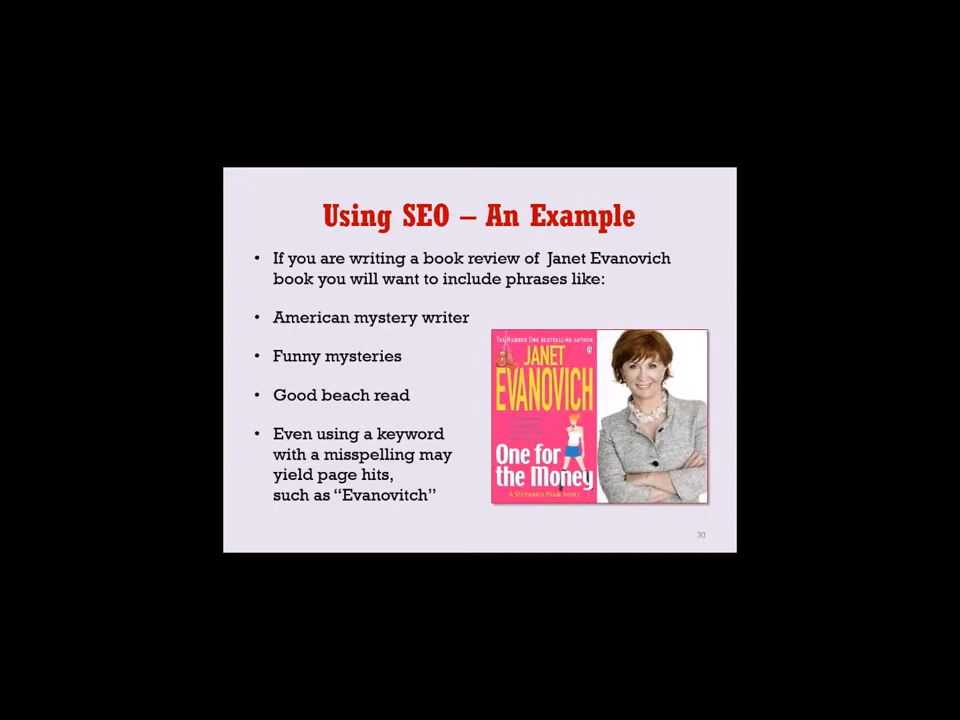 Using SEO – An Example
• If you are writing a book review of Janet Evanovich
book you will want to include phrases like:
• American mystery writer
• Funny mysteries
• Good beach read
• Even using a keyword
with a misspelling may
yield page hits,
such as “Evanovitch”
THE NUMBER ONE BESTSELLING AUTHOR
JANET
EVANOVICH
One for
the Money
A STEPHANIE PLUM NOVEL
30